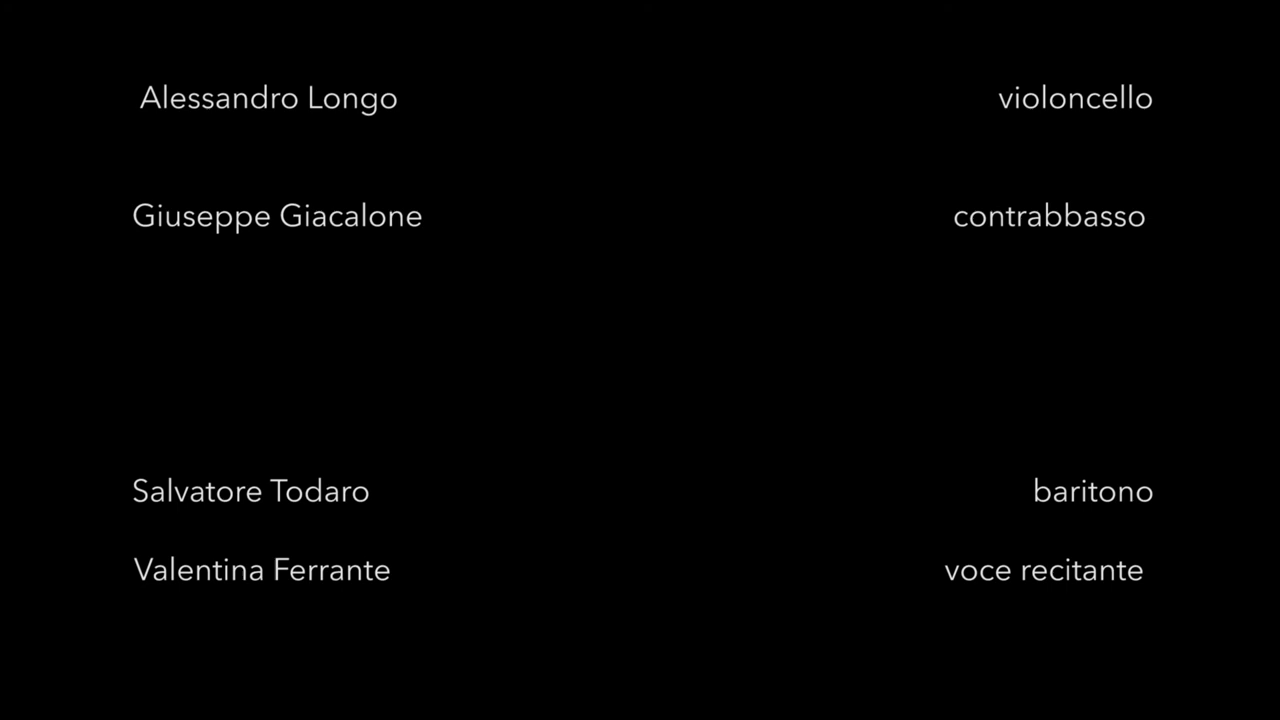 Alessandro Longo violoncello
Giuseppe Giacalone contrabbasso
Salvatore Todaro baritono
Valentina Ferrante voce recitante